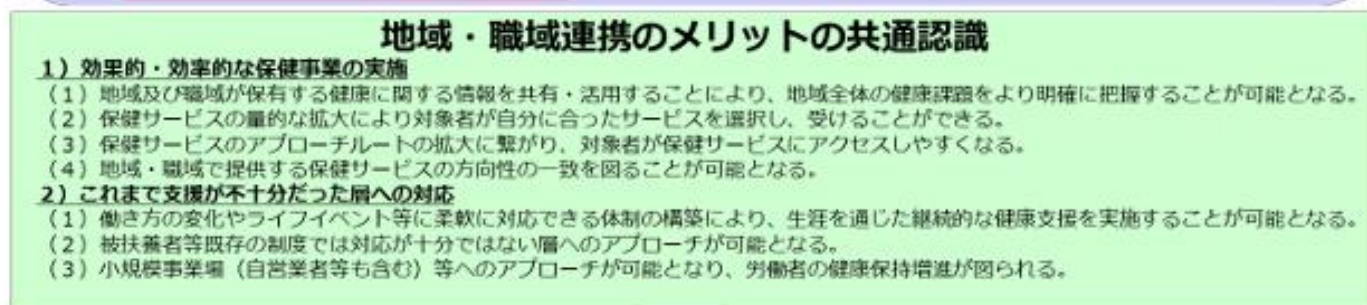 地域・職域連携のメリットの共通認識
1）効果的・効率的な保健事業の実施
（1）地域及び職域が保有する健康に関する情報を共有・活用することにより、地域全体の健康課題をより明確に把握することが可能となる。
（2）保健サービスの量的な拡大により対象者が自分に合ったサービスを選択し、受けることができる。
（3）保健サービスのアプローチルートの拡大に繋がり、対象者が保健サービスにアクセスしやすくなる。
（4）地域・職域で提供する保健サービスの方向性の一致を図ることが可能となる。
2）これまで支援が不十分だった層への対応
（1）働き方の変化やライフイベント等に柔軟に対応できる体制の構築により、生涯を通じた継続的な健康支援を実施することが可能となる。
（2）被扶養者等既存の制度では対応が十分ではない層へのアプローチが可能となる。
（3）小規模事業場（自営業者等も含む）等へのアプローチが可能となり、労働者の健康保持増進が図られる。